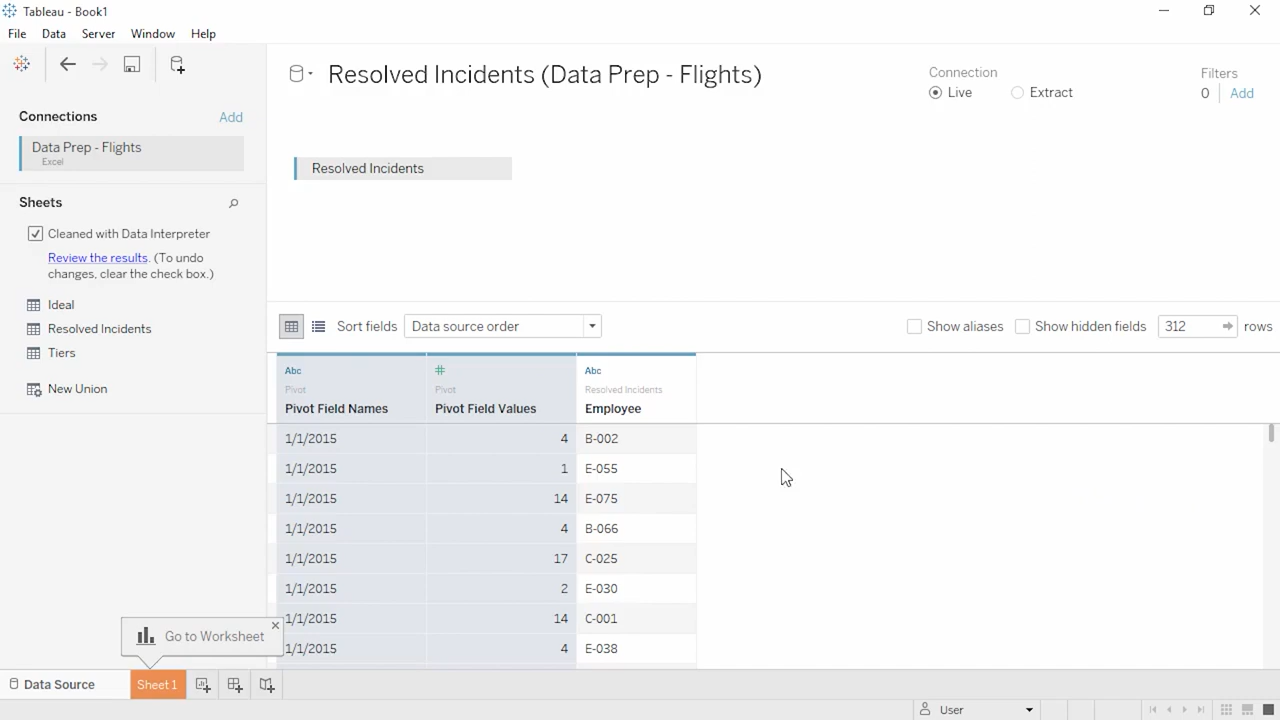 Tableau - Book1
File Data Server Window Help
Connections Add
Data Prep - Flights
Excel
Sheets
Cleaned with Data Interpreter
Review the results. (To undo
changes, clear the check box.)
Ideal
Resolved Incidents
Tiers
New Union
Resolved Incidents (Data Prep - Flights)
Connection
Live Extract
Filters
0 Add
Resolved Incidents
Sort fields Data source order Show aliases Show hidden fields 312 rows
Abc # Abc
Pivot Pivot Resolved Incidents
Pivot Field Names Pivot Field Values Employee
1/1/2015 4 B-002
1/1/2015 1 E-055
1/1/2015 14 E-075
1/1/2015 4 B-066
1/1/2015 17 C-025
1/1/2015 2 E-030
1/1/2015 14 C-001
1/1/2015 4 E-038
Go to Worksheet
Data Source Sheet 1
User